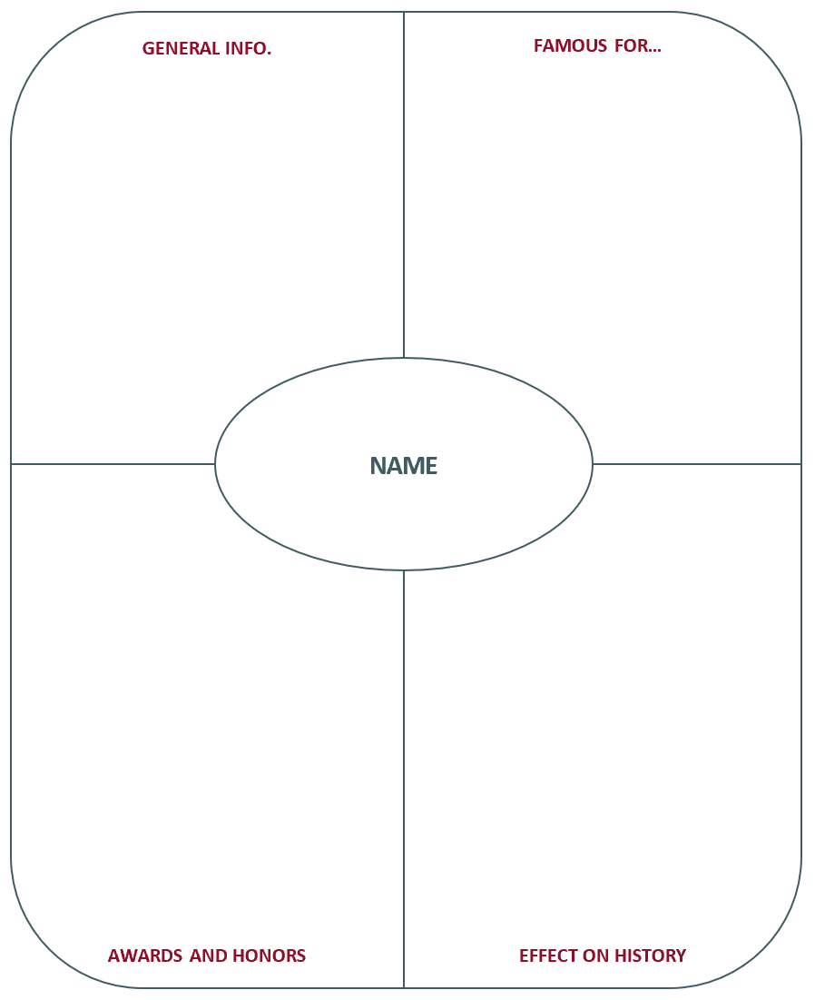 GENERAL INFO.
FAMOUS FOR...
NAME
AWARDS AND HONORS
EFFECT ON HISTORY